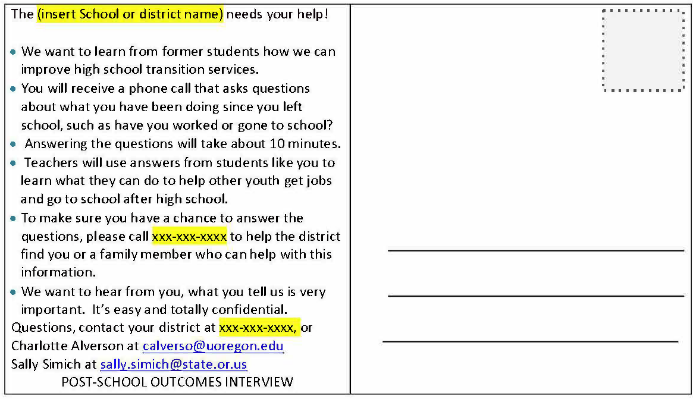 The (insert School or district name) needs your help!
• We want to learn from former students how we can
improve high school transition services.
• You will receive a phone call that asks questions
about what you have been doing since you left
school, such as have you worked or gone to school?
• Answering the questions will take about 10 minutes.
• Teachers will use answers from students like you to
learn what they can do to help other youth get jobs
and go to school after high school.
• To make sure you have a chance to answer the
questions, please call xxx-xxx-xxxx to help the district
find you or a family member who can help with this
information.
• We want to hear from you, what you tell us is very
important.  It's easy and totally confidential.
Questions, contact your district at xxx-xxx-xxxx, or
Charlotte Alverson at calverso@uoregon.edu
Sally Simich at sally.simich@state.or.us
POST-SCHOOL OUTCOMES INTERVIEW